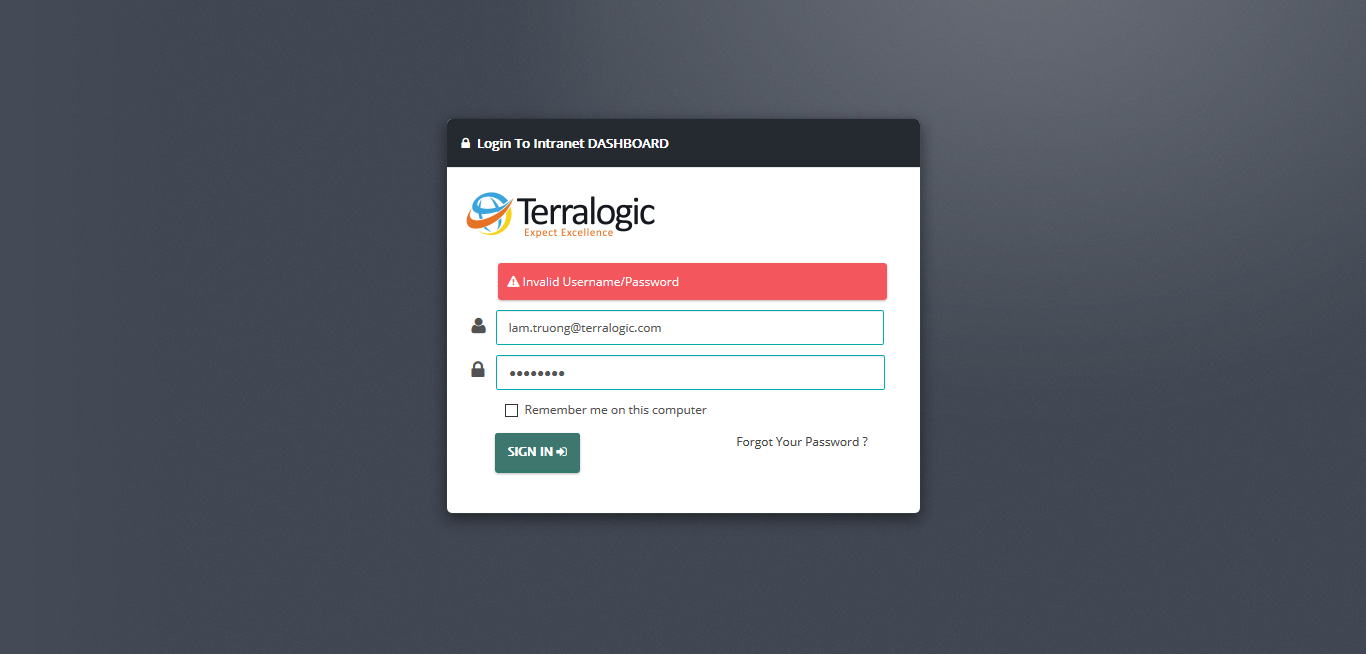 Login To Intranet DASHBOARD
Terralogic
Expect Excellence
Invalid Username/Password
lam.truong@terralogic.com
••••••••
Remember me on this computer
Forgot Your Password ?
SIGN IN